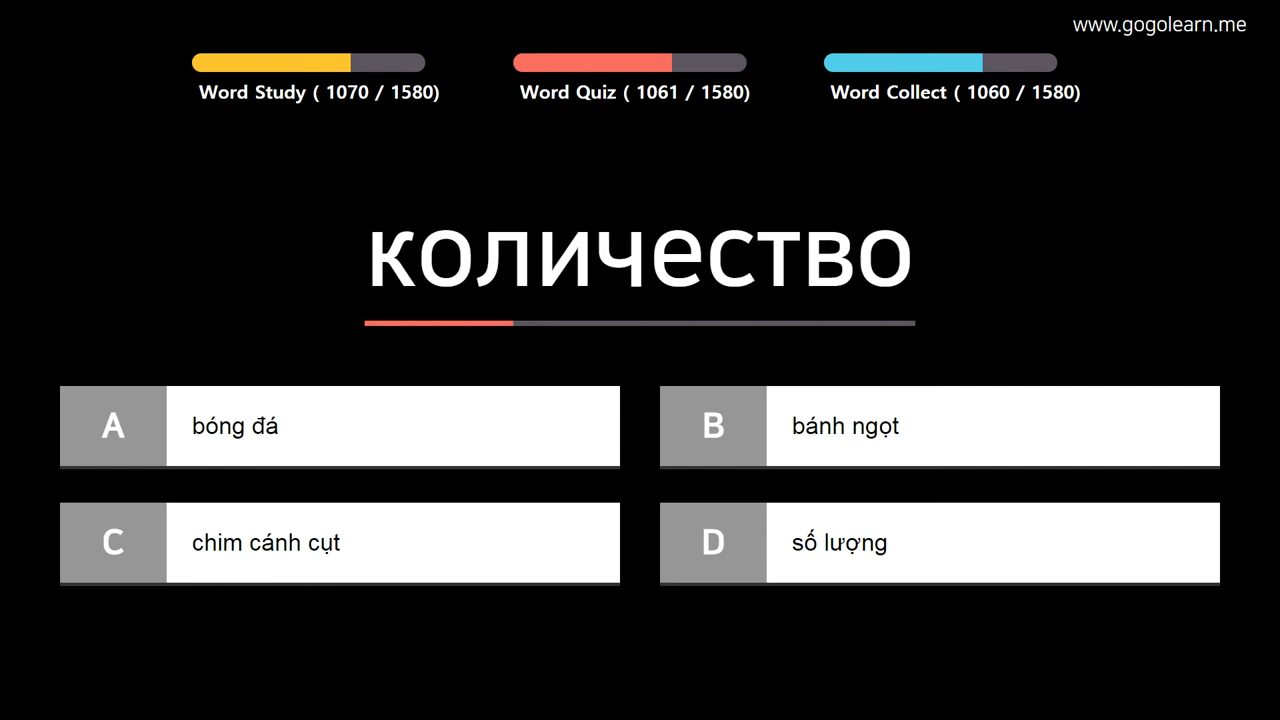 www.gogolearn.me
Word Study ( 1070 / 1580)
Word Quiz ( 1061 / 1580)
Word Collect ( 1060 / 1580)
количество
A bóng đá
B bánh ngọt
C chim cánh cụt
D số lượng